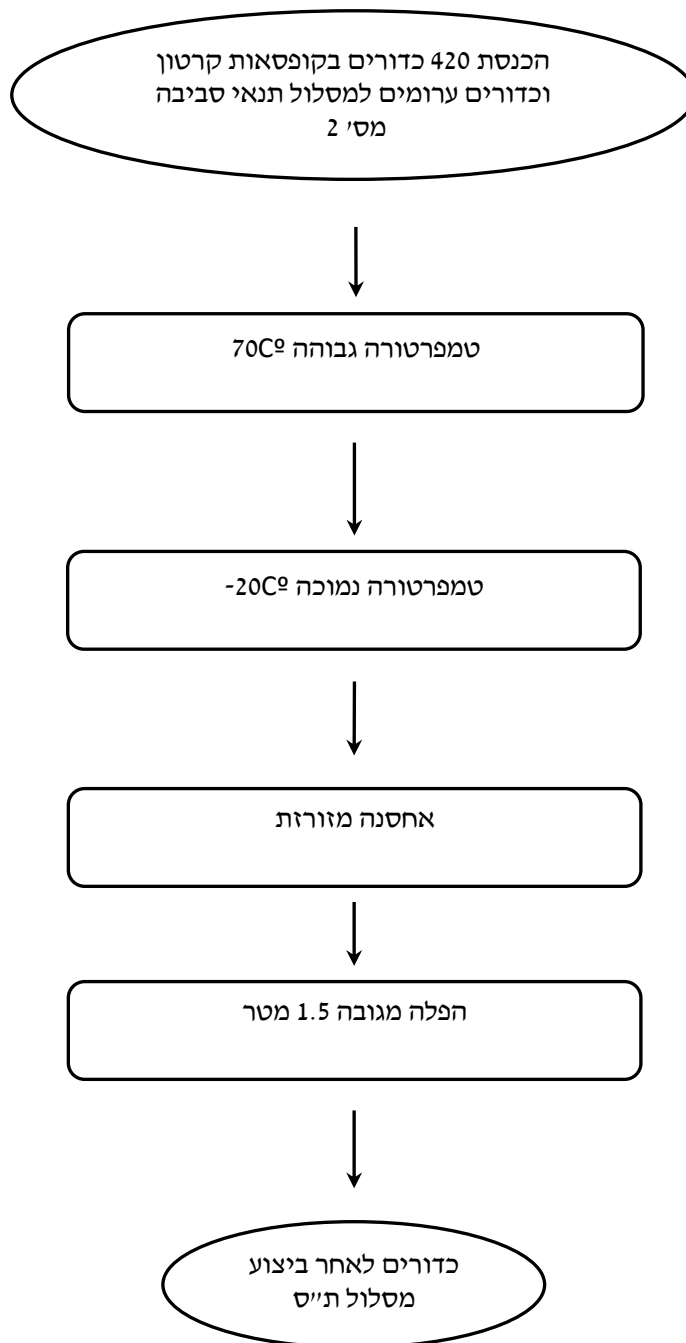 הכנסת 420 כדורים בקופסאות קרטון
וכדורים ערומים למסלול תנאי סביבה
מס' 2
טמפרטורה גבוהה 70Cº
טמפרטורה נמוכה 20Cº-
אחסנה מזורזת
הפלה מגובה 1.5 מטר
כדורים לאחר ביצוע
מסלול ת"ס